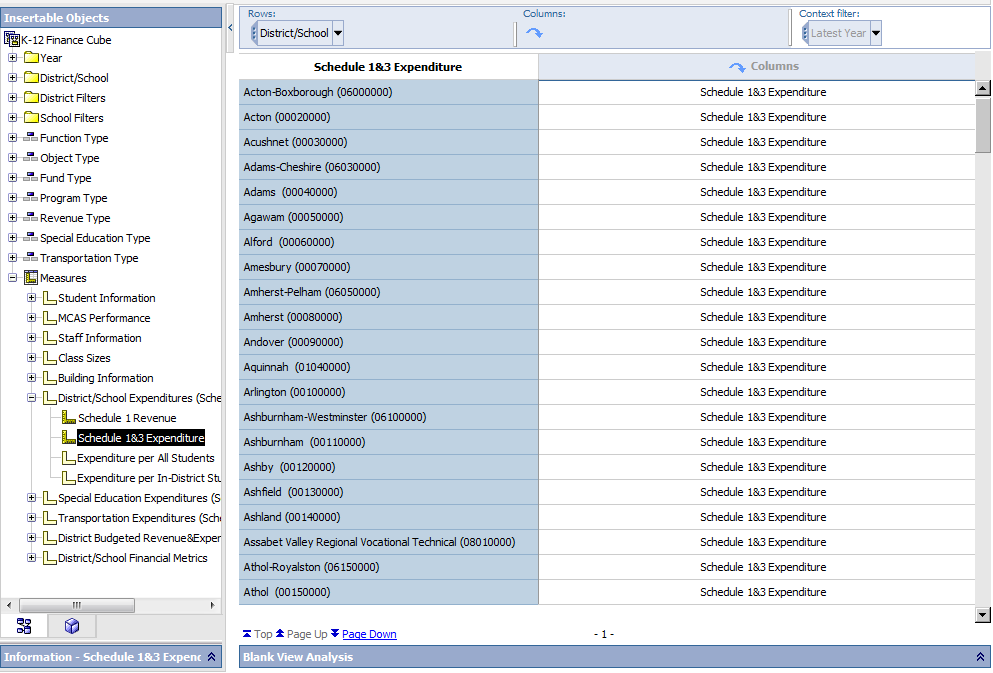 Insertable Objects
K-12 Finance Cube
Year
District/School
District Filters
School Filters
Function Type
Object Type
Fund Type
Program Type
Revenue Type
Special Education Type
Transportation Type
Measures
Student Information
MCAS Performance
Staff Information
Class Sizes
Building Information
District/School Expenditures (Sche
Schedule 1 Revenue
Schedule 1&3 Expenditure
Expenditure per All Students
Expenditure per In-District Stu
Special Education Expenditures (S
Transportation Expenditures (Sch
District Budgeted Revenue&Exper
District/School Financial Metrics
Information - Schedule 1&3 Expenc
Rows:
District/School
Columns:
Context filter:
Latest Year
Schedule 1&3 Expenditure
Columns
Acton-Boxborough (06000000) Schedule 1&3 Expenditure
Acton (00020000) Schedule 1&3 Expenditure
Acushnet (00030000) Schedule 1&3 Expenditure
Adams-Cheshire (06030000) Schedule 1&3 Expenditure
Adams (00040000) Schedule 1&3 Expenditure
Agawam (00050000) Schedule 1&3 Expenditure
Alford (00060000) Schedule 1&3 Expenditure
Amesbury (00070000) Schedule 1&3 Expenditure
Amherst-Pelham (06050000) Schedule 1&3 Expenditure
Amherst (00080000) Schedule 1&3 Expenditure
Andover (00090000) Schedule 1&3 Expenditure
Aquinnah (01040000) Schedule 1&3 Expenditure
Arlington (00100000) Schedule 1&3 Expenditure
Ashburnham-Westminster (06100000) Schedule 1&3 Expenditure
Ashburnham (00110000) Schedule 1&3 Expenditure
Ashby (00120000) Schedule 1&3 Expenditure
Ashfield (00130000) Schedule 1&3 Expenditure
Ashland (00140000) Schedule 1&3 Expenditure
Assabet Valley Regional Vocational Technical (08010000) Schedule 1&3 Expenditure
Athol-Royalston (06150000) Schedule 1&3 Expenditure
Athol (00150000) Schedule 1&3 Expenditure
Top Page Up Page Down - 1 -
Blank View Analysis